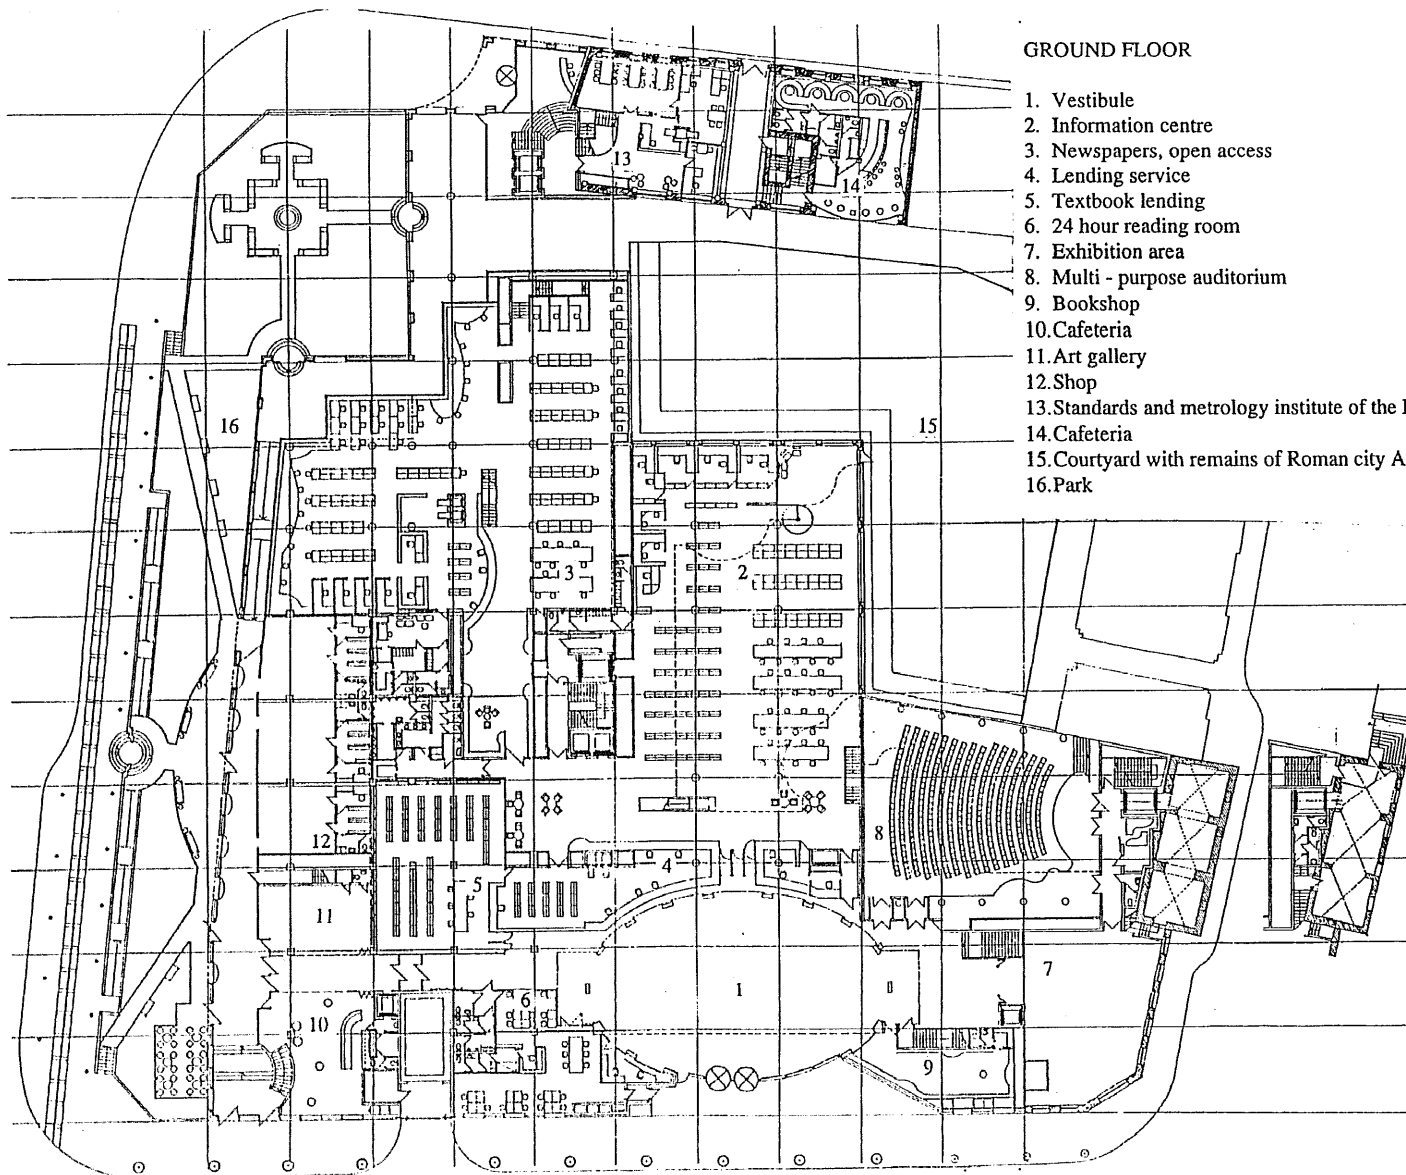 GROUND FLOOR
1. Vestibule
2. Information centre
3. Newspapers, open access
4. Lending service
5. Textbook lending
6. 24 hour reading room
7. Exhibition area
8. Multi - purpose auditorium
9. Bookshop
10.Cafeteria
11.Art gallery
12.Shop
13.Standards and metrology institute of the
14.Cafeteria
15.Courtyard with remains of Roman city
16.Park
13
14
16
15
3
2
12
8
4
5
11
7
6
1
10
9